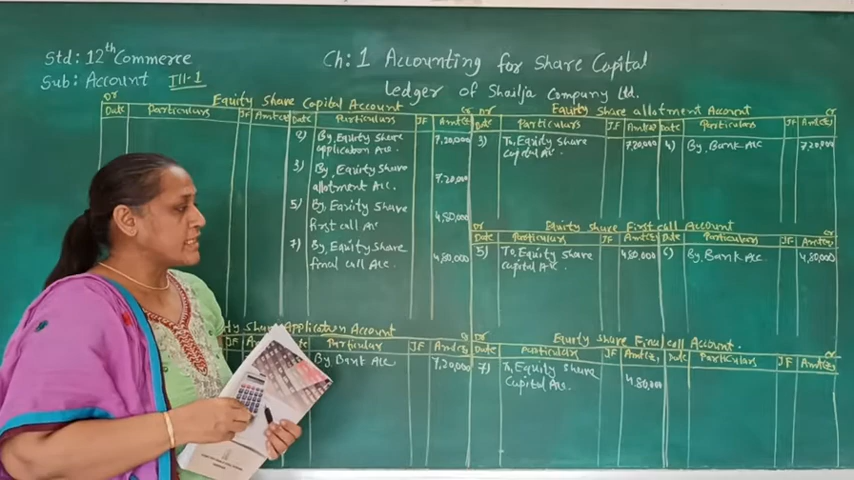 Std: 12th Commerce
Sub: Account III-1
Ch: 1 Accounting for Share Capital
Ledger of Shailja Company Ltd.
Equity Share Capital Account
Dr Cr
Date Particulars JF Amt(₹) Date Particulars JF Amt(₹)
2) By, Equity Share 7,20,000
application A/c.
3) By, Equity Share
allotment A/c. 7,20,000
5) By, Equity Share 4,80,000
first call A/c
7) By, Equity Share
final call A/c. 4,80,000
Equity Share allotment Account
Dr Cr
Date Particulars JF Amt(₹) Date Particulars JF Amt(₹)
3) To, Equity Share 7,20,000 4) By, Bank A/c 7,20,000
Capital A/c.
Equity Share First call Account
Dr Cr
Date Particulars JF Amt(₹) Date Particulars JF Amt(₹)
5) To, Equity Share 4,80,000 6) By, Bank A/c. 4,80,000
capital A/c.
ity Share Application Account
Cr
JF Amt Date Particular JF Amt(₹)
By, Bank A/c 7,20,000
Equity Share Final call Account.
Dr Cr
Date Particulars JF Amt(₹) Date Particulars JF Amt(₹)
7) To, Equity Share 4,80,000
Capital A/c.